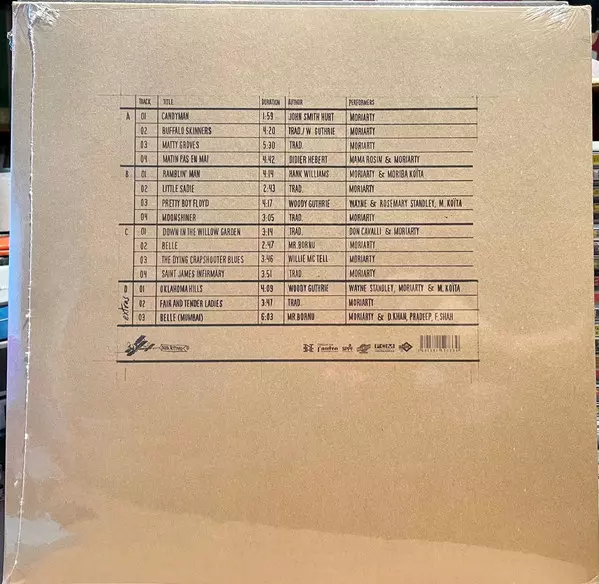 TRACK TITLE DURATION AUTHOR PERFORMERS
A 01 CANDYMAN 1:59 JOHN SMITH HURT MORIARTY
02 BUFFALO SKINNERS 4:20 TRAD./W. GUTHRIE MORIARTY
03 MATTY GROVES 5:30 TRAD. MORIARTY
04 MATIN PAS EN MAI 4:42 DIDIER HEBERT MAMA ROSIN & MORIARTY
B 01 RAMBLIN' MAN 4:14 HANK WILLIAMS MORIARTY & MORIBA KOÏTA
02 LITTLE SADIE 2:43 TRAD. MORIARTY
03 PRETTY BOY FLOYD 4:17 WOODY GUTHRIE WAYNE & ROSEMARY STANDLEY, M. KOÏTA
04 MOONSHINER 3:05 TRAD. MORIARTY
C 01 DOWN IN THE WILLOW GARDEN 3:14 TRAD. DON CAVALLI & MORIARTY
02 BELLE 2:47 MR BORNU MORIARTY
03 THE DYING CRAPSHOOTER BLUES 3:46 WILLIE MC TELL MORIARTY
04 SAINT JAMES INFIRMARY 3:51 TRAD. MORIARTY
extras D 01 OKLAHOMA HILLS 4:09 WOODY GUTHRIE WAYNE STANDLEY, MORIARTY & M. KOÏTA
02 FAIR AND TENDER LADIES 3:47 TRAD. MORIARTY
03 BELLE (MUMBAI) 6:03 MR BORNU MORIARTY & D.KHAN, PRADEEP, F. SHAH
FCM